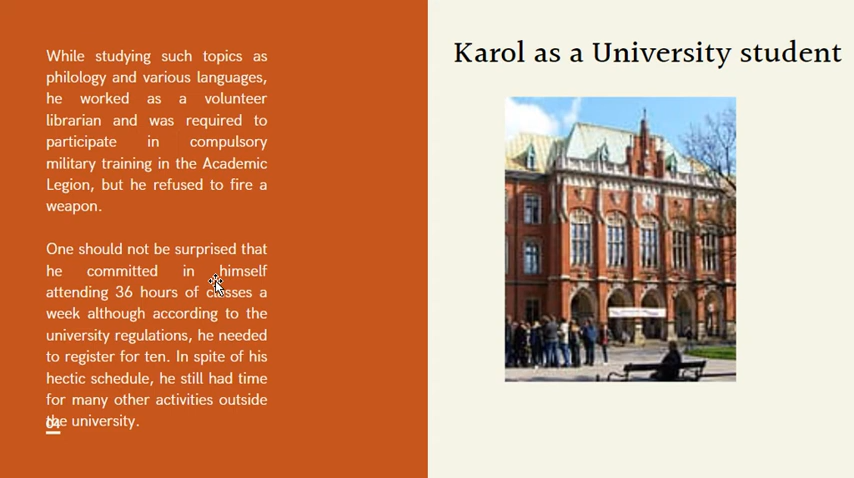 While studying such topics as
philology and various languages,
he worked as a volunteer
librarian and was required to
participate in compulsory
military training in the Academic
Legion, but he refused to fire a
weapon.
One should not be surprised that
he committed in himself
attending 36 hours of classes a
week although according to the
university regulations, he needed
to register for ten. In spite of his
hectic schedule, he still had time
for many other activities outside
the university.
04
Karol as a University student